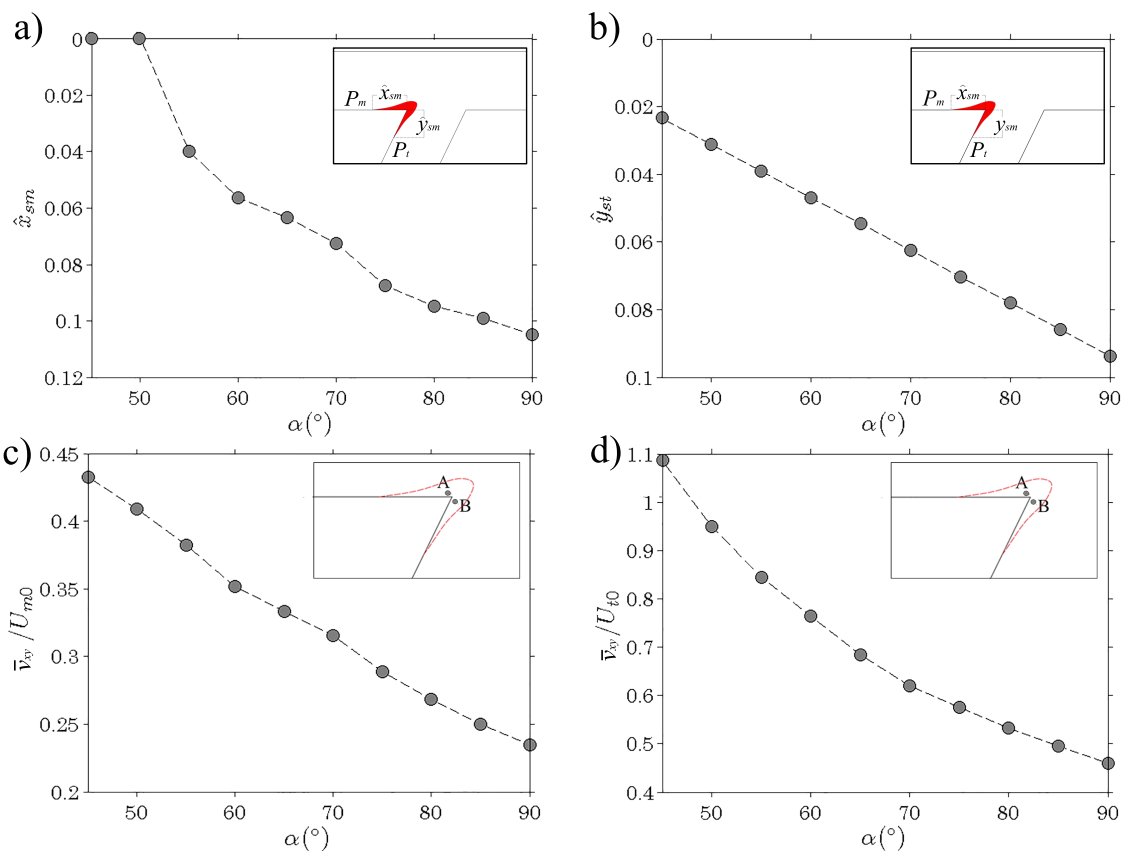 a)
0
0.02
0.04
0.06
0.08
0.1
0.12
x̂sm
50 60 70 80 90
α(°)
Pm x̂sm
ysm
Pt
b)
0
0.02
0.04
0.06
0.08
0.1
ŷst
50 60 70 80 90
α(°)
Pm x̂sm
ysm
Pt
c)
0.45
0.4
0.35
0.3
0.25
0.2
v̄xy/Um0
50 60 70 80 90
α(°)
A
B
d)
1.1
1
0.9
0.8
0.7
0.6
0.5
0.4
v̄xy/Ut0
50 60 70 80 90
α(°)
A
B